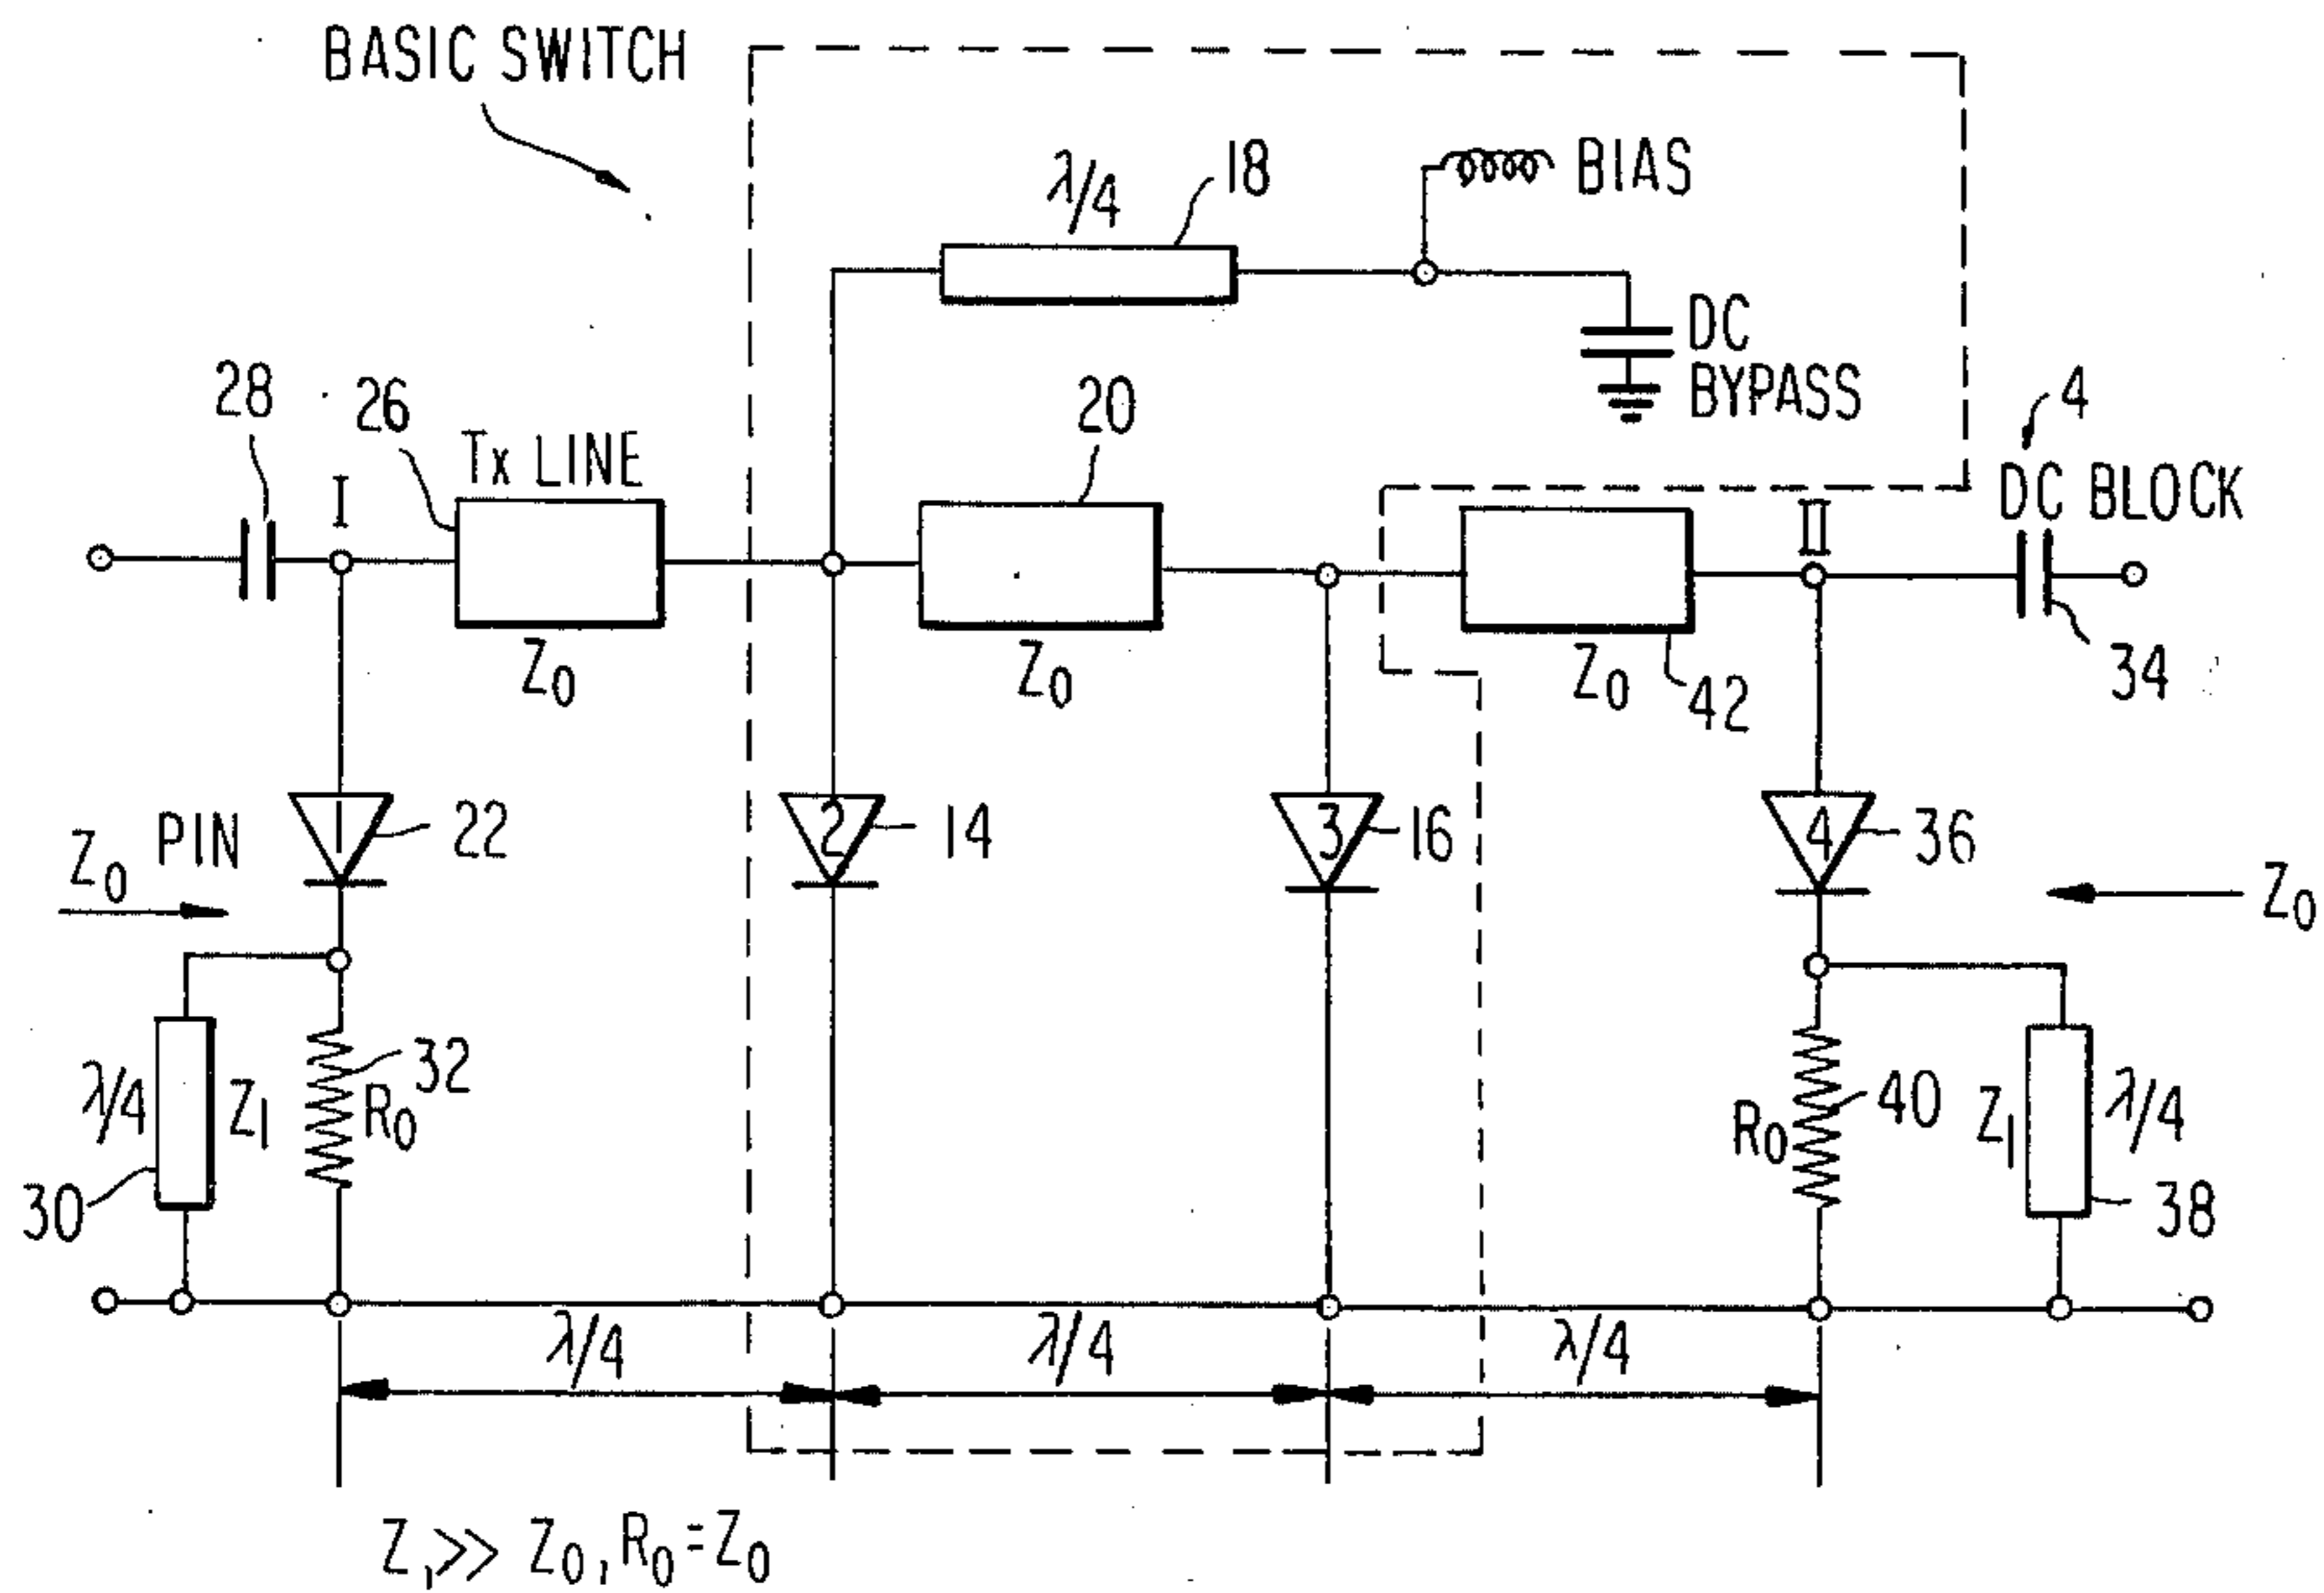 BASIC SWITCH
λ/4
18
BIAS
DC
BYPASS
28
26
Tx LINE
20
4
DC BLOCK
I
II
Z0
Z0
Z0
42
34
Z0
PIN
1
22
2
14
3
16
4
36
Z0
λ/4
Z1
32
R0
30
R0
40
Z1
λ/4
38
λ/4
λ/4
λ/4
Z1 >> Z0, R0 = Z0